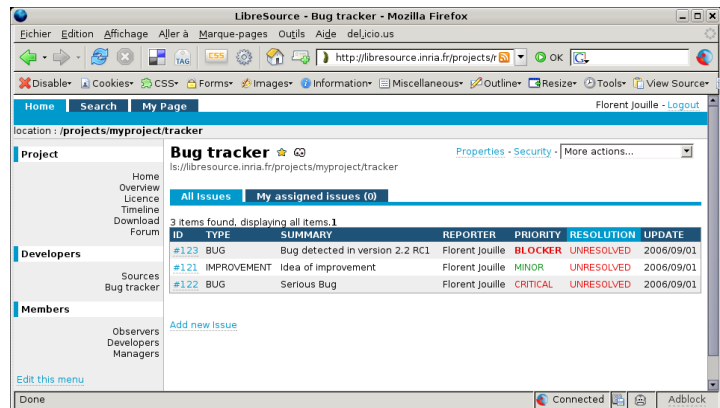 LibreSource - Bug tracker - Mozilla Firefox
Fichier Edition Affichage Aller à Marque-pages Outils Aide del,icio.us
TAG CSS http://libresource.inria.fr/projects/r OK G
Disable Cookies CSS Forms Images Information Miscellaneous Outline Resize Tools View Source
Home Search My Page Florent Jouille - Logout
location : /projects/myproject/tracker
Project
Home
Overview
Licence
Timeline
Download
Forum
Developers
Sources
Bug tracker
Members
Observers
Developers
Managers
Edit this menu
Bug tracker Properties - Security - More actions...
ls://libresource.inria.fr/projects/myproject/tracker
All Issues My assigned issues (0)
3 items found, displaying all items.1
ID TYPE SUMMARY REPORTER PRIORITY RESOLUTION UPDATE
#123 BUG Bug detected in version 2.2 RC1 Florent Jouille BLOCKER UNRESOLVED 2006/09/01
#121 IMPROVEMENT Idea of improvement Florent Jouille MINOR UNRESOLVED 2006/09/01
#122 BUG Serious Bug Florent Jouille CRITICAL UNRESOLVED 2006/09/01
Add new Issue
Done Connected Adblock